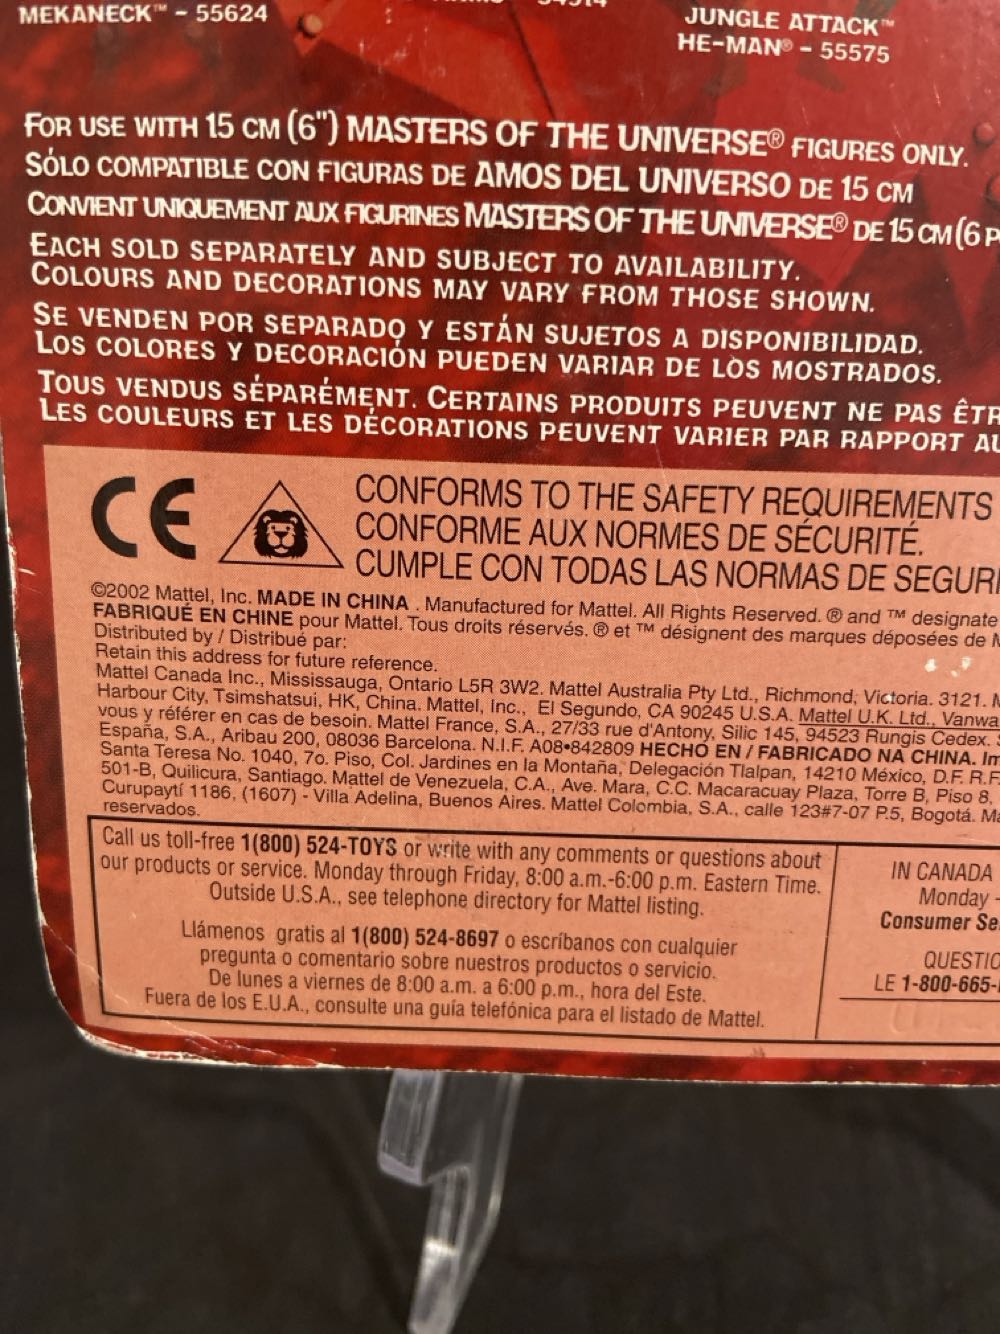 MEKANECK™ - 55624
JUNGLE ATTACK™
HE-MAN® - 55575
FOR USE WITH 15 CM (6") MASTERS OF THE UNIVERSE® FIGURES ONLY.
SÓLO COMPATIBLE CON FIGURAS DE AMOS DEL UNIVERSO DE 15 CM
CONVIENT UNIQUEMENT AUX FIGURINES MASTERS OF THE UNIVERSE® DE 15 CM (6 P
EACH SOLD SEPARATELY AND SUBJECT TO AVAILABILITY.
COLOURS AND DECORATIONS MAY VARY FROM THOSE SHOWN.
SE VENDEN POR SEPARADO Y ESTÁN SUJETOS A DISPONIBILIDAD.
LOS COLORES Y DECORACIÓN PUEDEN VARIAR DE LOS MOSTRADOS.
TOUS VENDUS SÉPARÉMENT. CERTAINS PRODUITS PEUVENT NE PAS ÊTR
LES COULEURS ET LES DÉCORATIONS PEUVENT VARIER PAR RAPPORT AU
CE
CONFORMS TO THE SAFETY REQUIREMENTS
CONFORME AUX NORMES DE SÉCURITÉ.
CUMPLE CON TODAS LAS NORMAS DE SEGURI
©2002 Mattel, Inc. MADE IN CHINA . Manufactured for Mattel. All Rights Reserved. ® and ™ designate
FABRIQUÉ EN CHINE pour Mattel. Tous droits réservés. ® et ™ désignent des marques déposées de M
Distributed by / Distribué par:
Retain this address for future reference.
Mattel Canada Inc., Mississauga, Ontario L5R 3W2. Mattel Australia Pty Ltd., Richmond, Victoria. 3121. M
Harbour City, Tsimshatsui, HK, China. Mattel, Inc., El Segundo, CA 90245 U.S.A. Mattel U.K. Ltd., Vanwa
vous y référer en cas de besoin. Mattel France, S.A., 27/33 rue d'Antony, Silic 145, 94523 Rungis Cedex.
España, S.A., Aribau 200, 08036 Barcelona. N.I.F. A08•842809 HECHO EN / FABRICADO NA CHINA. Im
Santa Teresa No. 1040, 7o. Piso, Col. Jardines en la Montaña, Delegación Tlalpan, 14210 México, D.F. R.F.
501-B, Quilicura, Santiago. Mattel de Venezuela, C.A., Ave. Mara, C.C. Macaracuay Plaza, Torre B, Piso 8,
Curupaytí 1186, (1607) - Villa Adelina, Buenos Aires. Mattel Colombia, S.A., calle 123#7-07 P.5, Bogotá. Ma
reservados.
Call us toll-free 1(800) 524-TOYS or write with any comments or questions about
our products or service. Monday through Friday, 8:00 a.m.-6:00 p.m. Eastern Time.
Outside U.S.A., see telephone directory for Mattel listing.
Llámenos gratis al 1(800) 524-8697 o escríbanos con cualquier
pregunta o comentario sobre nuestros productos o servicio.
De lunes a viernes de 8:00 a.m. a 6:00 p.m., hora del Este.
Fuera de los E.U.A., consulte una guía telefónica para el listado de Mattel.
IN CANADA
Monday -
Consumer Se
QUESTIO
LE 1-800-665-